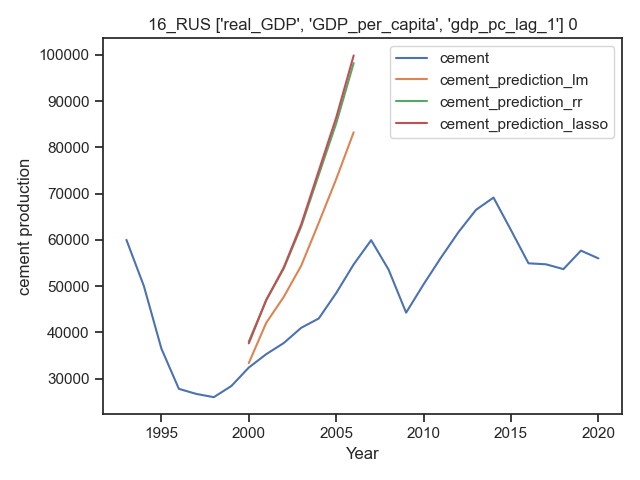 16_RUS ['real_GDP', 'GDP_per_capita', 'gdp_pc_lag_1'] 0
cement
cement_prediction_lm
cement_prediction_rr
cement_prediction_lasso
cement production
100000
90000
80000
70000
60000
50000
40000
30000
1995
2000
2005
2010
2015
2020
Year